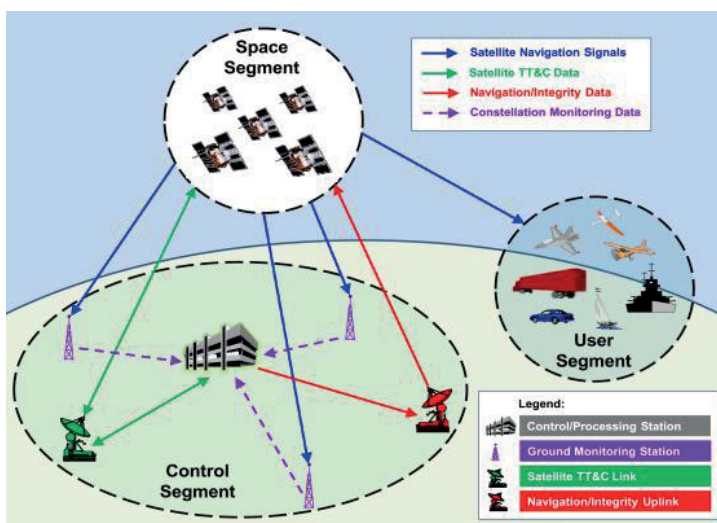 Space
Segment
Satellite Navigation Signals
Satellite TT&C Data
Navigation/Integrity Data
Constellation Monitoring Data
User
Segment
Control
Segment
Legend:
Control/Processing Station
Ground Monitoring Station
Satellite TT&C Link
Navigation/Integrity Uplink